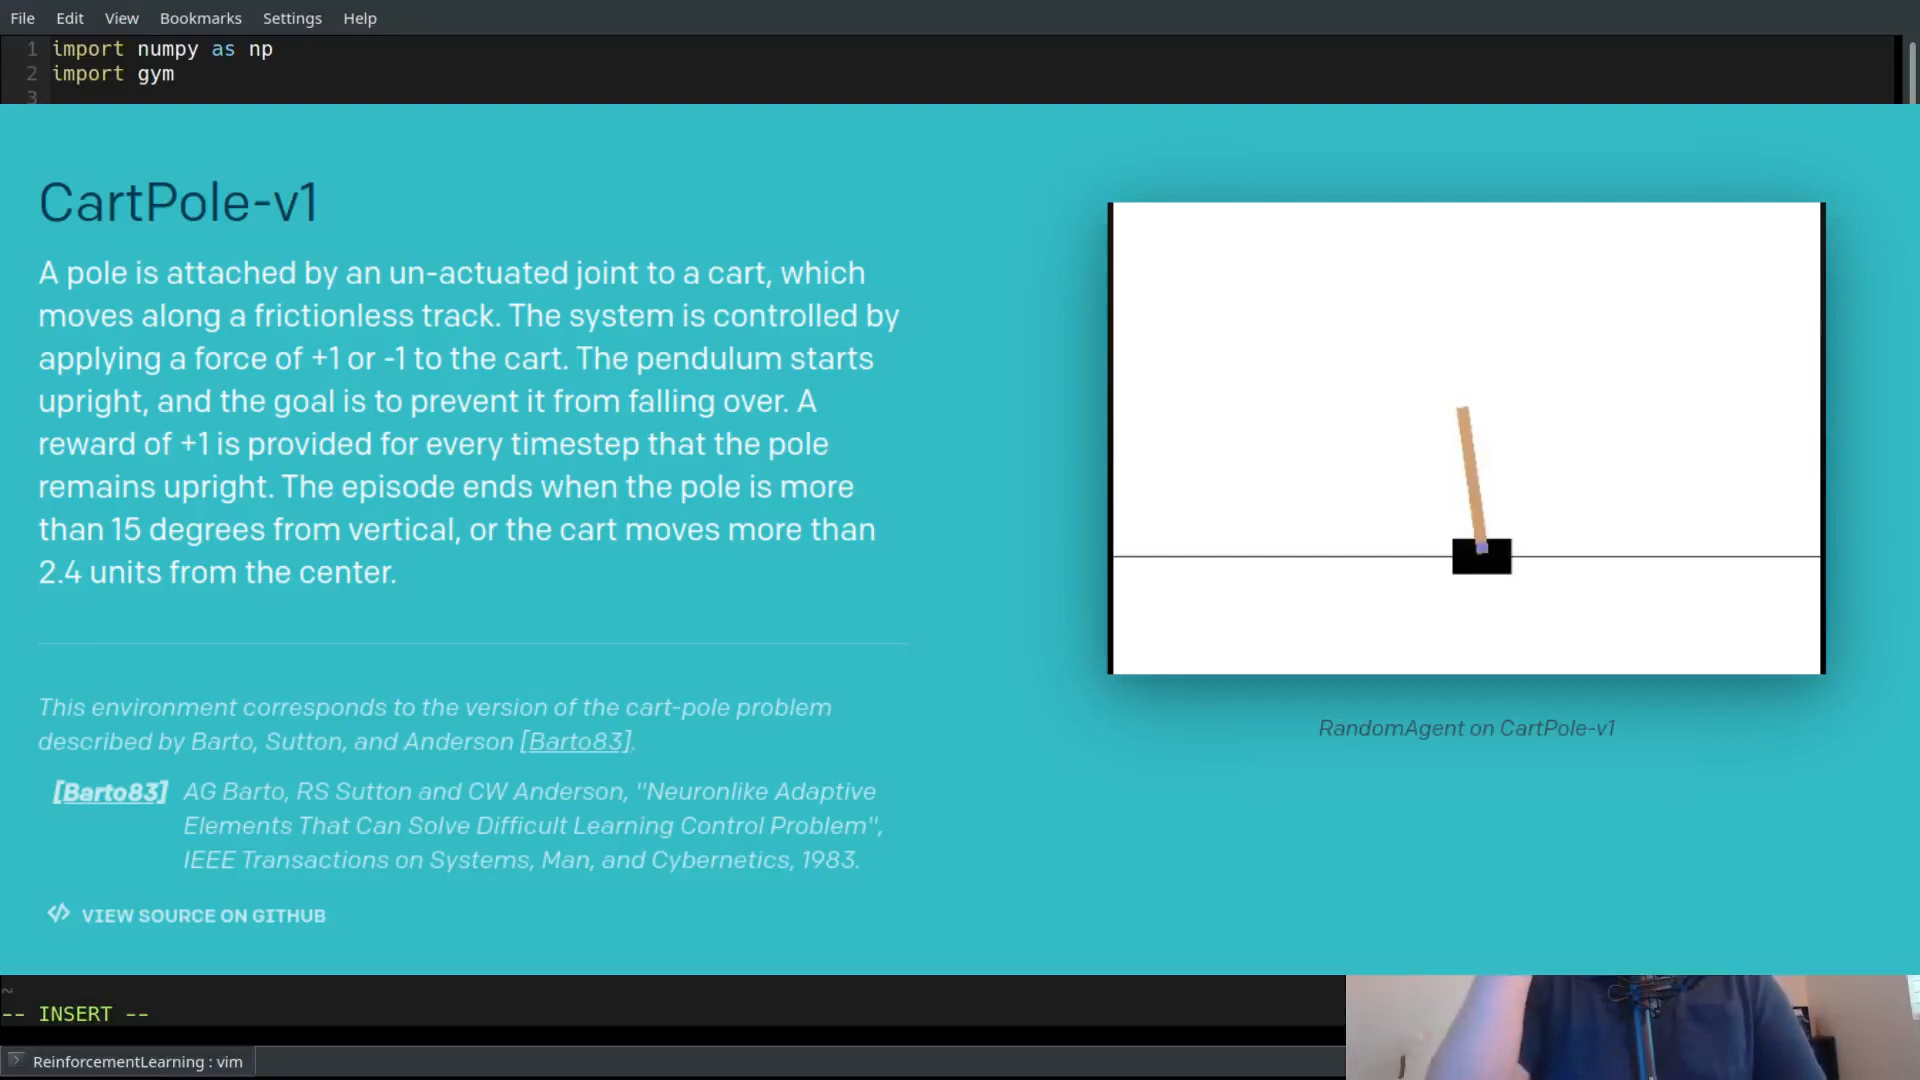 File Edit View Bookmarks Settings Help
1 import numpy as np
2 import gym
3
CartPole-v1
A pole is attached by an un-actuated joint to a cart, which
moves along a frictionless track. The system is controlled by
applying a force of +1 or -1 to the cart. The pendulum starts
upright, and the goal is to prevent it from falling over. A
reward of +1 is provided for every timestep that the pole
remains upright. The episode ends when the pole is more
than 15 degrees from vertical, or the cart moves more than
2.4 units from the center.
RandomAgent on CartPole-v1
This environment corresponds to the version of the cart-pole problem
described by Barto, Sutton, and Anderson [Barto83].
[Barto83] AG Barto, RS Sutton and CW Anderson, "Neuronlike Adaptive
Elements That Can Solve Difficult Learning Control Problem",
IEEE Transactions on Systems, Man, and Cybernetics, 1983.
</> VIEW SOURCE ON GITHUB
~
-- INSERT --
ReinforcementLearning : vim